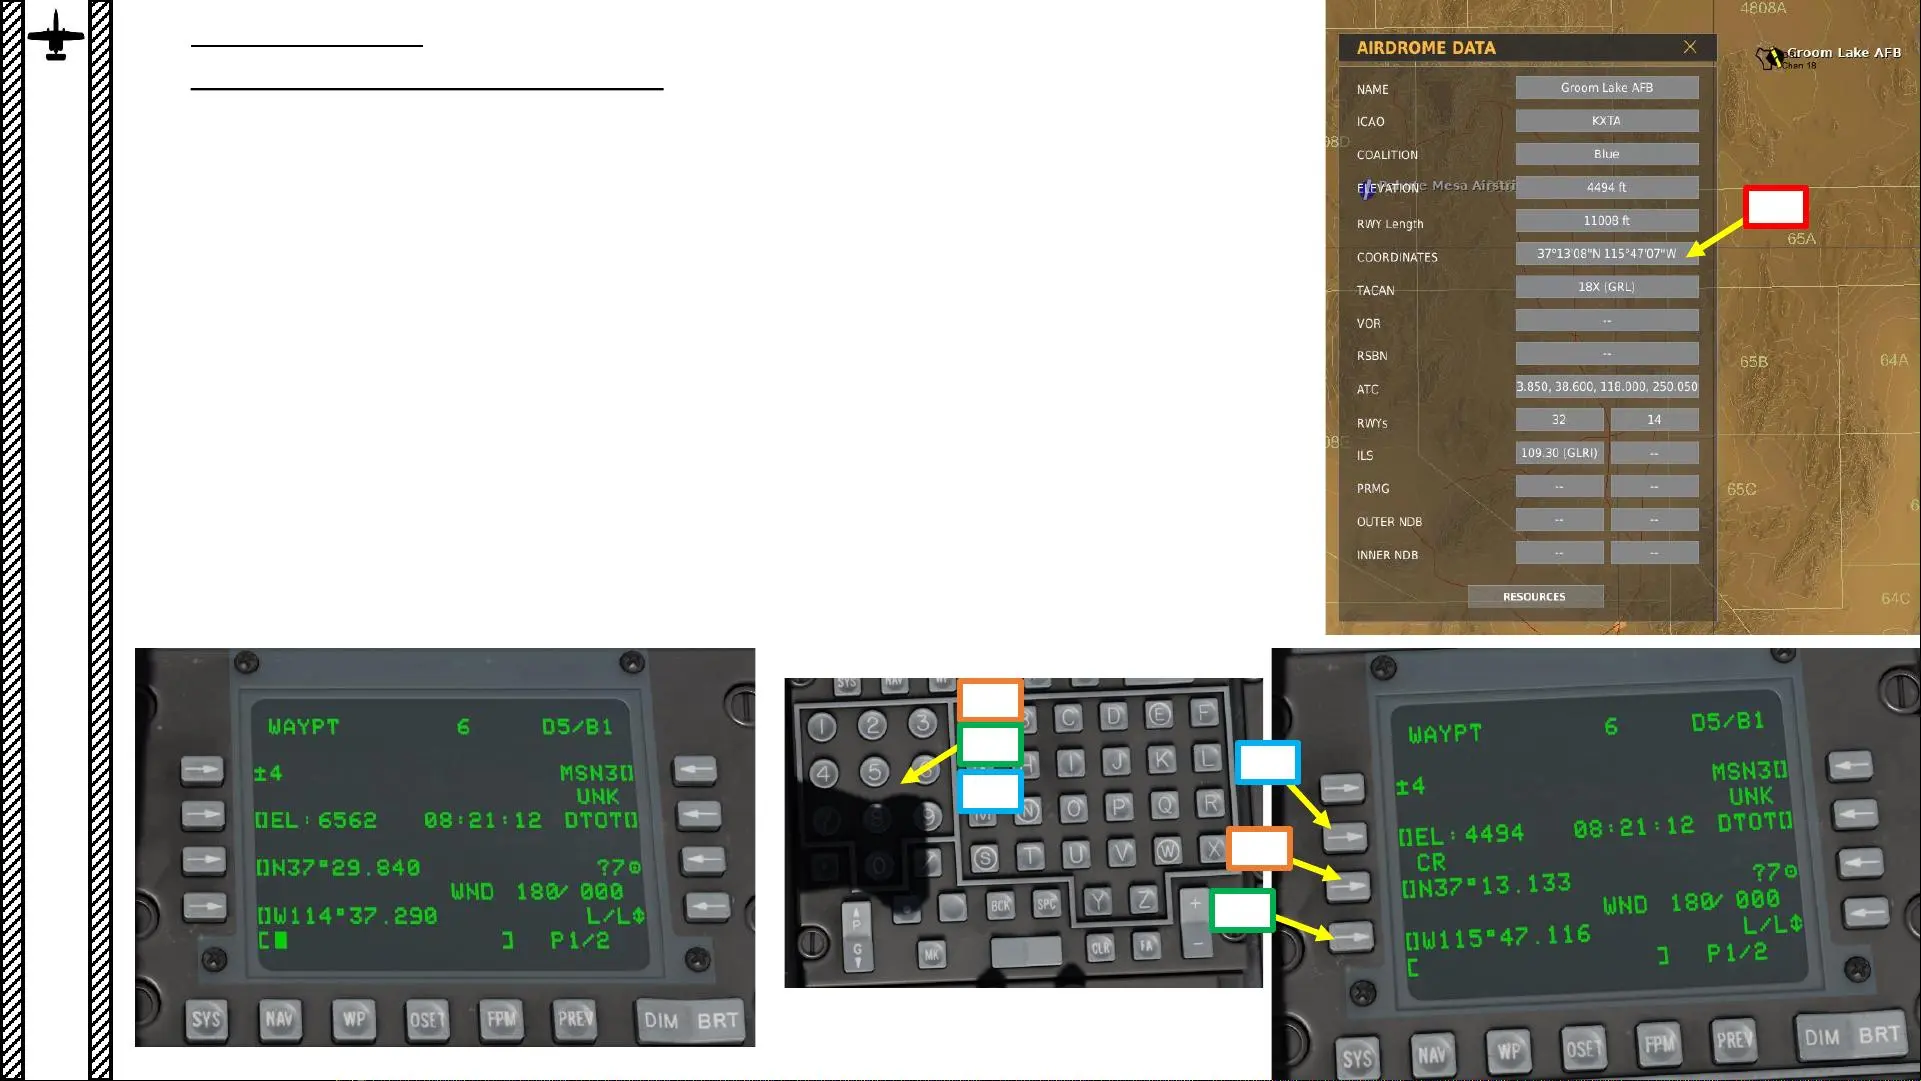 4808A
AIRDROME DATA
Groom Lake AFB
Chan 18
NAME Groom Lake AFB
ICAO KXTA
COALITION Blue
ELEVATION 4494 ft
Mesa Airstri
RWY Length 11008 ft
65A
COORDINATES 37°13'08"N 115°47'07"W
TACAN 18X (GRL)
VOR --
RSBN --
65B 64A
ATC 3.850, 38.600, 118.000, 250.050
RWYs 32 14
ILS 109.30 (GLRI) --
PRMG -- --
65C
OUTER NDB -- --
INNER NDB -- --
RESOURCES
64C
WAYPT 6 D5/B1
±4 MSN3[]
UNK
[]EL:6562 08:21:12 DTOT[]
[]N37°29.840 ?7⊙
WND 180/000
[]W114°37.290 L/L↕
[ ] P1/2
SYS NAV WP OSET FPM PREV DIM BRT
SYS NAV
1 2 3 B C D E F
4 5 6 H I J K L
7 8 9 M N O P Q R
0 / S T U V W X
BCK SPC Y Z +
PAG MK CLR FA -
WAYPT 6 D5/B1
±4 MSN3[]
UNK
[]EL:4494 08:21:12 DTOT[]
CR
[]N37°13.133 ?7⊙
WND 180/000
[]W115°47.116 L/L↕
[ ] P1/2
SYS NAV WP OSET FPM PREV DIM BRT